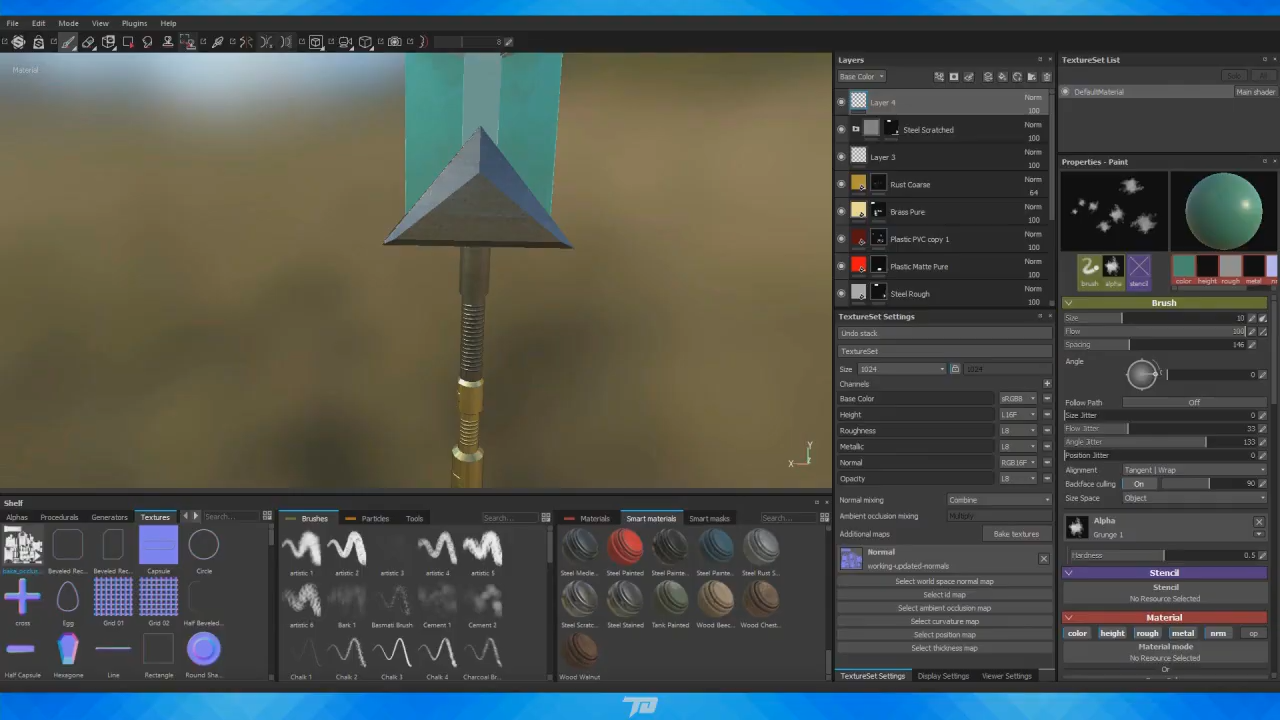 File Edit Mode View Plugins Help
8
Material
Y
X
Layers
Base Color
Layer 4 Norm 100
Steel Scratched Norm 100
Layer 3 Norm 100
Rust Coarse Norm 64
Brass Pure Norm 100
Plastic PVC copy 1 Norm 100
Plastic Matte Pure Norm 100
Steel Rough Norm 100
TextureSet Settings
Undo stack
TextureSet
Size 1024 1024
Channels
Base Color sRGB8
Height L16F
Roughness L8
Metallic L8
Normal RGB16F
Opacity L8
Normal mixing Combine
Ambient occlusion mixing Multiply
Additional maps Bake textures
Normal
working-updated-normals
Select world space normal map
Select id map
Select ambient occlusion map
Select curvature map
Select position map
Select thickness map
TextureSet Settings Display Settings Viewer Settings
TextureSet List
Solo All
DefaultMaterial Main shader
Properties - Paint
brush alpha stencil color height rough metal
Brush
Size 10
Flow 100
Spacing 146
Angle 0
Follow Path Off
Size Jitter 0
Flow Jitter 33
Angle Jitter 133
Position Jitter 0
Alignment Tangent | Wrap
Backface culling On 90
Size Space Object
Alpha
Grunge 1
Hardness 0.5
Stencil
Stencil
No Resource Selected
Material
color height rough metal nrm op
Material mode
No Resource Selected
Or
Shelf
Alphas Procedurals Generators Textures Search...
Beveled Rec... Beveled Rec... Capsule Circle
cross Egg Grid 01 Grid 02 Half Beveled...
Half Capsule Hexagone Line Rectangle Round Sha...
Brushes Particles Tools Search...
artistic 1 artistic 2 artistic 3 artistic 4 artistic 5
artistic 6 Bark 1 Basmati Brush Cement 1 Cement 2
Chalk 1 Chalk 2 Chalk 3 Chalk 4 Charcoal Br...
Materials Smart materials Smart masks Search...
Steel Medie... Steel Painted Steel Painte... Steel Painte... Steel Rust S...
Steel Scratc... Steel Stained Tank Painted Wood Beec... Wood Chest...
Wood Walnut